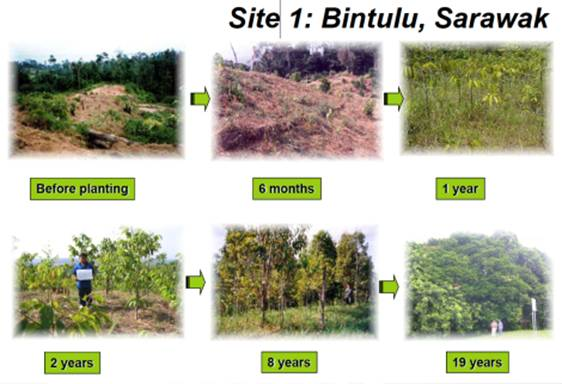 Site 1: Bintulu, Sarawak
Before planting
6 months
1 year
2 years
8 years
19 years